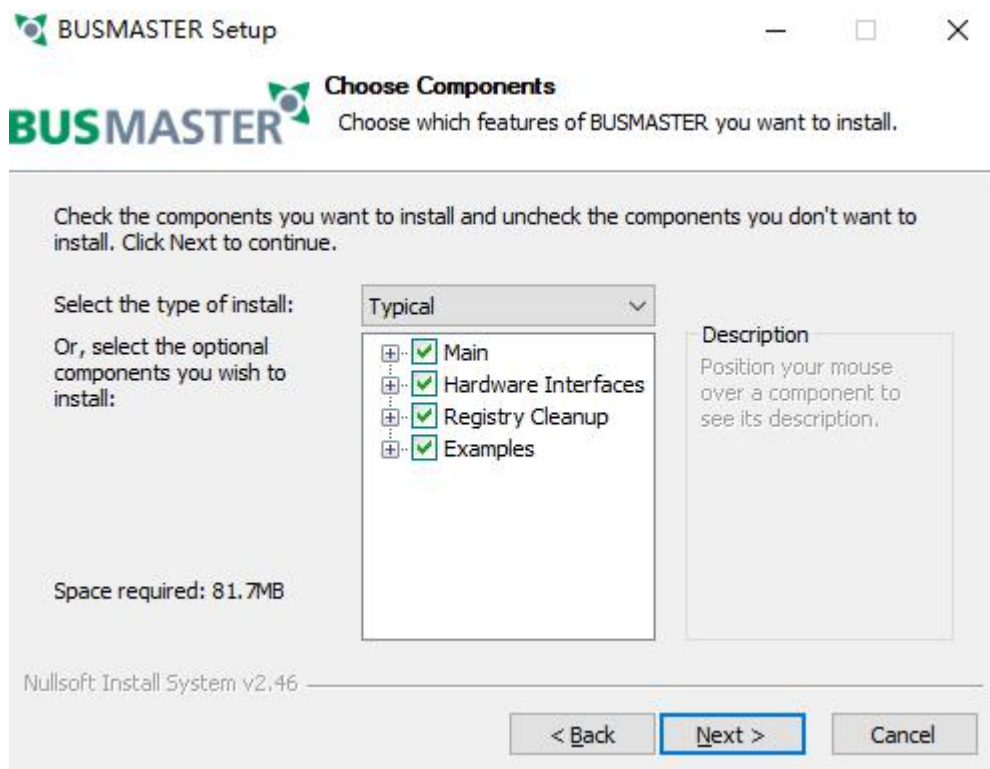 BUSMASTER Setup
BUSMASTER
Choose Components
Choose which features of BUSMASTER you want to install.
Check the components you want to install and uncheck the components you don't want to
install. Click Next to continue.
Select the type of install:
Typical
Or, select the optional
components you wish to
install:
Main
Hardware Interfaces
Registry Cleanup
Examples
Description
Position your mouse
over a component to
see its description.
Space required: 81.7MB
Nullsoft Install System v2.46
< Back
Next >
Cancel